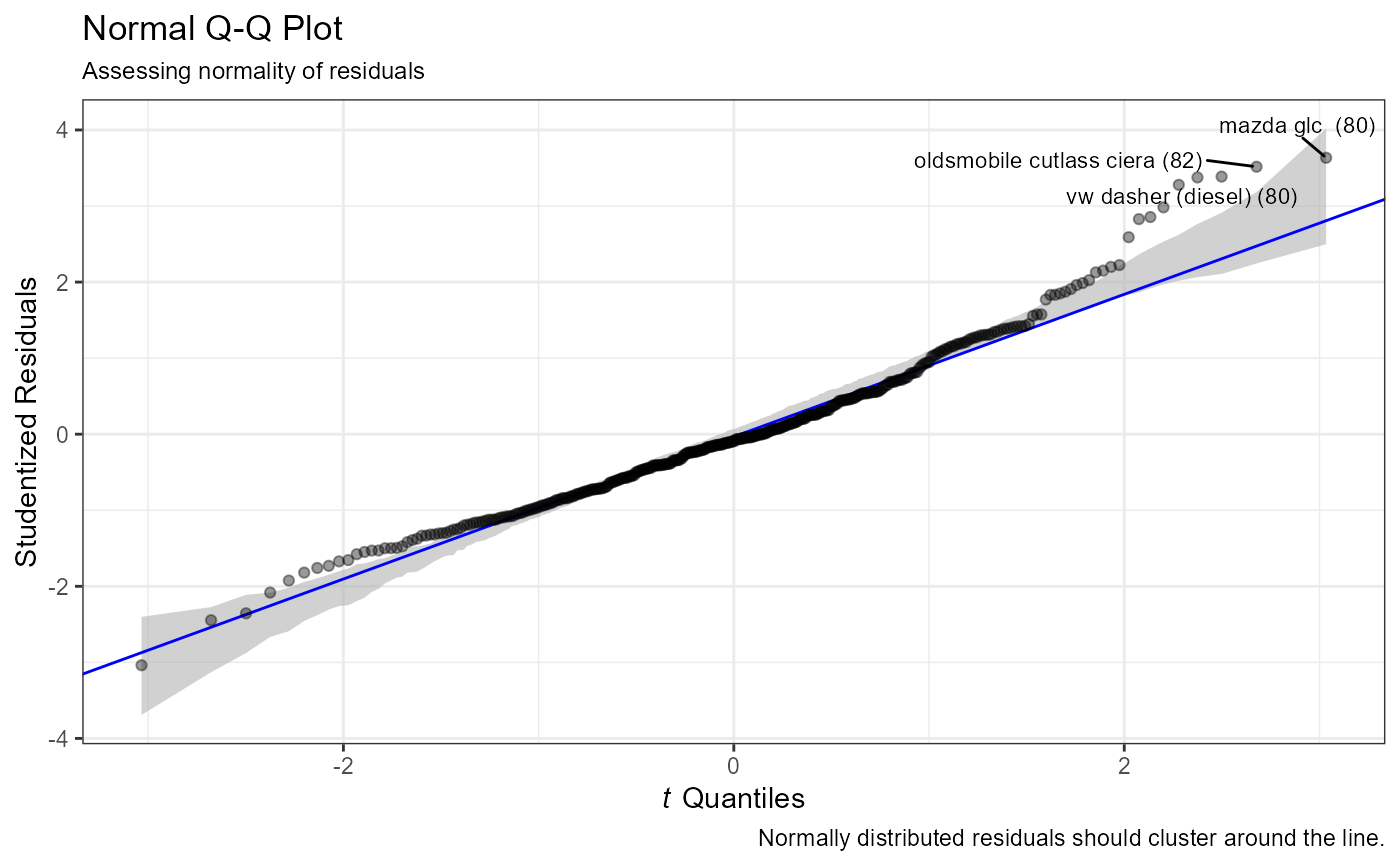 Normal Q-Q Plot
Assessing normality of residuals
Studentized Residuals
4
2
0
-2
-4
mazda glc  (80)
oldsmobile cutlass ciera (82)
vw dasher (diesel) (80)
-2
0
2
t Quantiles
Normally distributed residuals should cluster around the line.